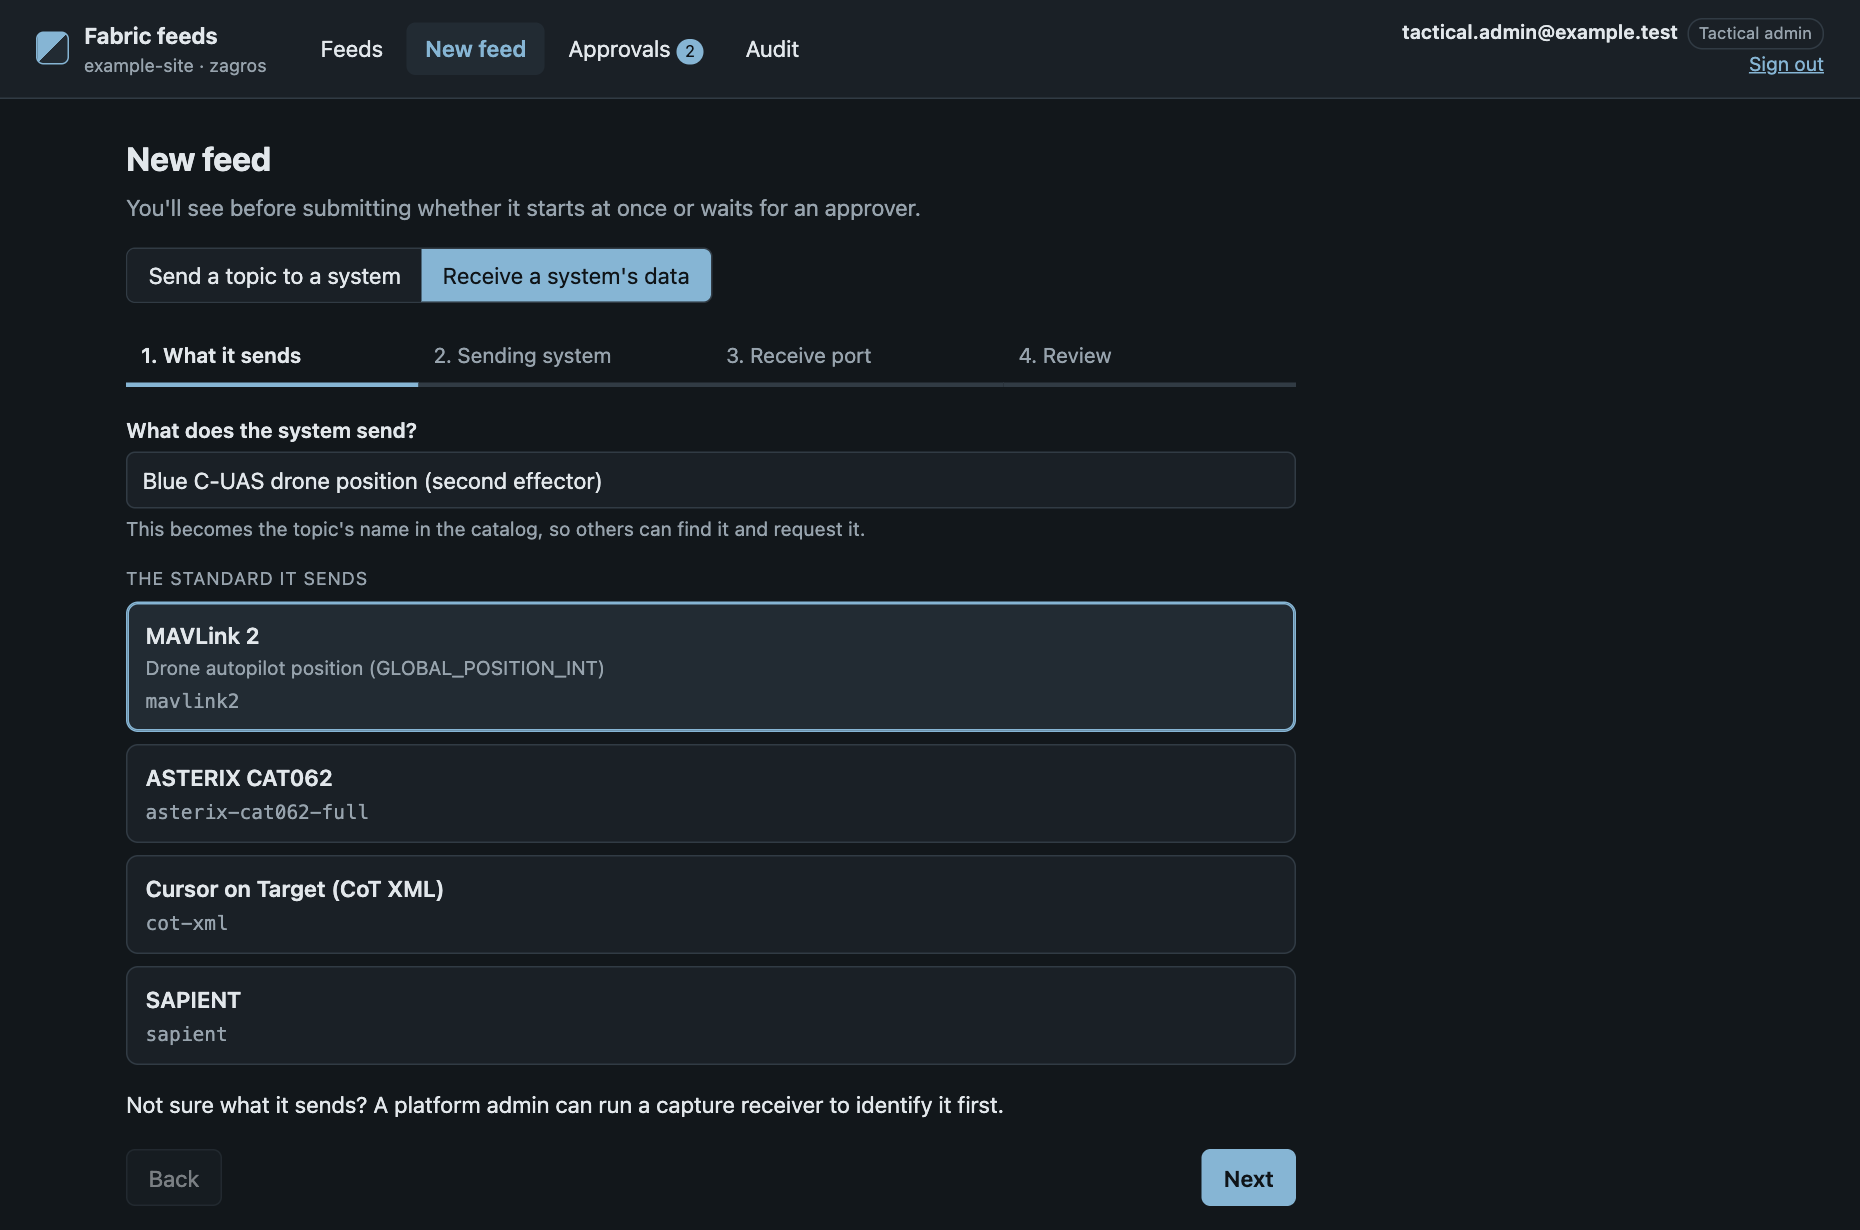 Fabric feeds
example-site · zagros
Feeds
New feed
Approvals 2
Audit
tactical.admin@example.test
Tactical admin
Sign out
New feed
You'll see before submitting whether it starts at once or waits for an approver.
Send a topic to a system
Receive a system's data
1. What it sends
2. Sending system
3. Receive port
4. Review
What does the system send?
Blue C-UAS drone position (second effector)
This becomes the topic's name in the catalog, so others can find it and request it.
THE STANDARD IT SENDS
MAVLink 2
Drone autopilot position (GLOBAL_POSITION_INT)
mavlink2
ASTERIX CAT062
asterix-cat062-full
Cursor on Target (CoT XML)
cot-xml
SAPIENT
sapient
Not sure what it sends? A platform admin can run a capture receiver to identify it first.
Back
Next